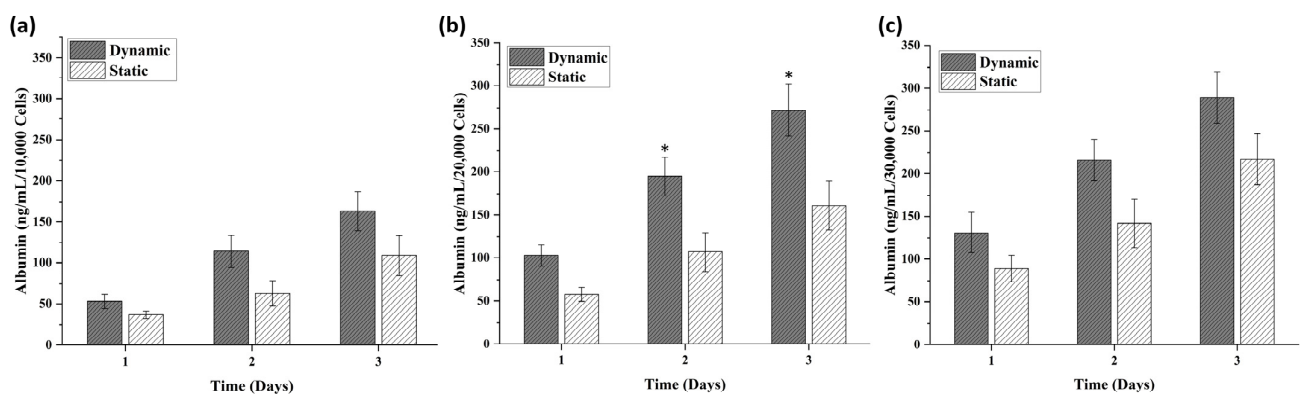 (a)
Dynamic
Static
Albumin (ng/mL/10,000 Cells)
350
300
250
200
150
100
50
0
1
2
3
Time (Days)
(b)
Dynamic
Static
Albumin (ng/mL/20,000 Cells)
350
300
250
200
150
100
50
0
*
*
1
2
3
Time (Days)
(c)
Dynamic
Static
Albumin (ng/mL/30,000 Cells)
350
300
250
200
150
100
50
0
1
2
3
Time (Days)